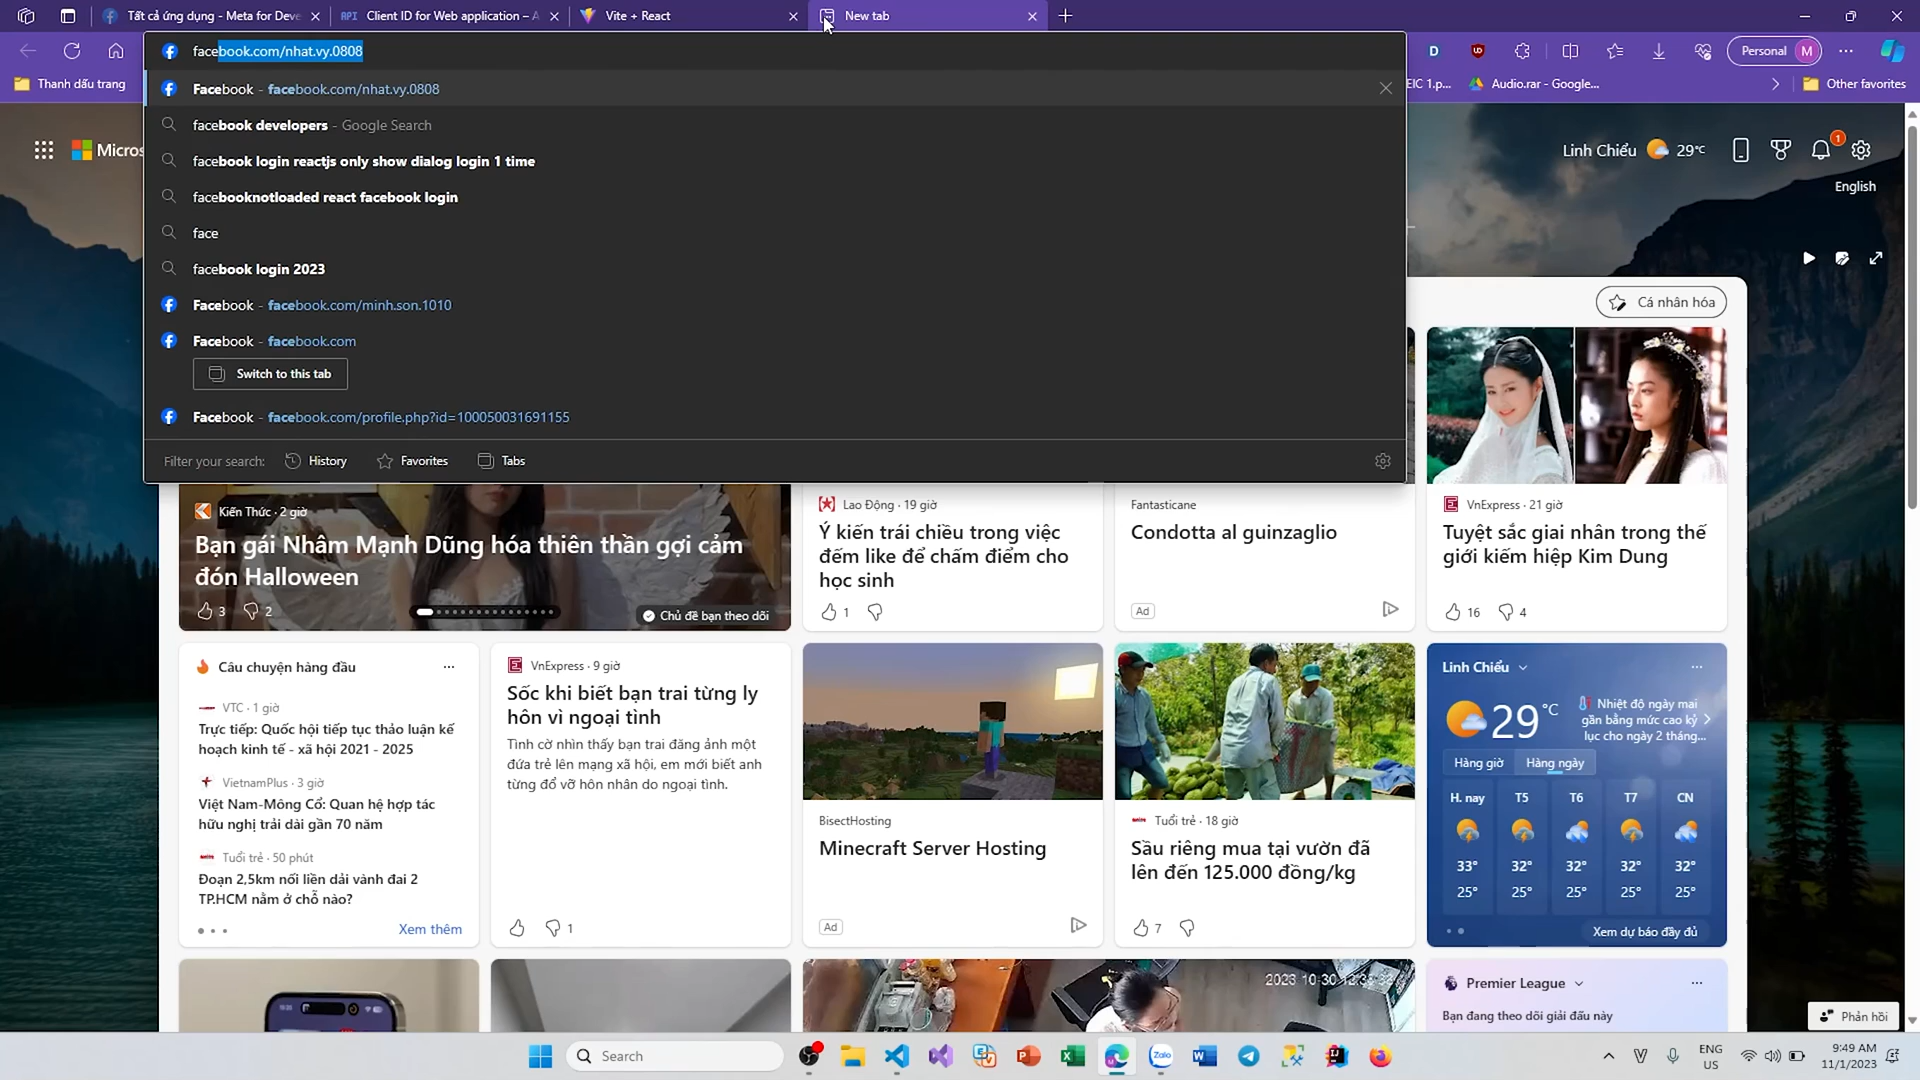 Tất cả ứng dụng - Meta for Deve
Client ID for Web application – A
Vite + React
New tab
facebook.com/nhat.vy.0808
Personal M
Thanh dấu trang
EIC 1.p...
Audio.rar - Google...
Other favorites
Facebook - facebook.com/nhat.vy.0808
facebook developers - Google Search
facebook login reactjs only show dialog login 1 time
facebooknotloaded react facebook login
face
facebook login 2023
Facebook - facebook.com/minh.son.1010
Facebook - facebook.com
Switch to this tab
Facebook - facebook.com/profile.php?id=100050031691155
Filter your search:
History
Favorites
Tabs
Micros
Linh Chiểu
29°C
1
English
Cá nhân hóa
Kiến Thức · 2 giờ
Bạn gái Nhâm Mạnh Dũng hóa thiên thần gợi cảm
đón Halloween
3
2
Chủ đề bạn theo dõi
Lao Động · 19 giờ
Ý kiến trái chiều trong việc
đếm like để chấm điểm cho
học sinh
1
Fantasticane
Condotta al guinzaglio
Ad
VnExpress · 21 giờ
Tuyệt sắc giai nhân trong thế
giới kiếm hiệp Kim Dung
16
4
Câu chuyện hàng đầu
VTC · 1 giờ
Trực tiếp: Quốc hội tiếp tục thảo luận kế
hoạch kinh tế - xã hội 2021 - 2025
VietnamPlus · 3 giờ
Việt Nam-Mông Cổ: Quan hệ hợp tác
hữu nghị trải dài gần 70 năm
Tuổi trẻ · 50 phút
Đoạn 2,5km nối liền dải vành đai 2
TP.HCM nằm ở chỗ nào?
Xem thêm
VnExpress · 9 giờ
Sốc khi biết bạn trai từng ly
hôn vì ngoại tình
Tình cờ nhìn thấy bạn trai đăng ảnh một
đứa trẻ lên mạng xã hội, em mới biết anh
từng đổ vỡ hôn nhân do ngoại tình.
1
BisectHosting
Minecraft Server Hosting
Ad
Tuổi trẻ · 18 giờ
Sầu riêng mua tại vườn đã
lên đến 125.000 đồng/kg
7
Linh Chiểu
29 °C
Nhiệt độ ngày mai
gần bằng mức cao kỷ
lục cho ngày 2 tháng...
Hàng giờ
Hàng ngày
H. nay T5 T6 T7 CN
33° 32° 32° 32° 32°
25° 25° 25° 25° 25°
Xem dự báo đầy đủ
2023 10-30
Premier League
Bạn đang theo dõi giải đấu này
Phản hồi
Search
Zalo
V
ENG
US
9:49 AM
11/1/2023